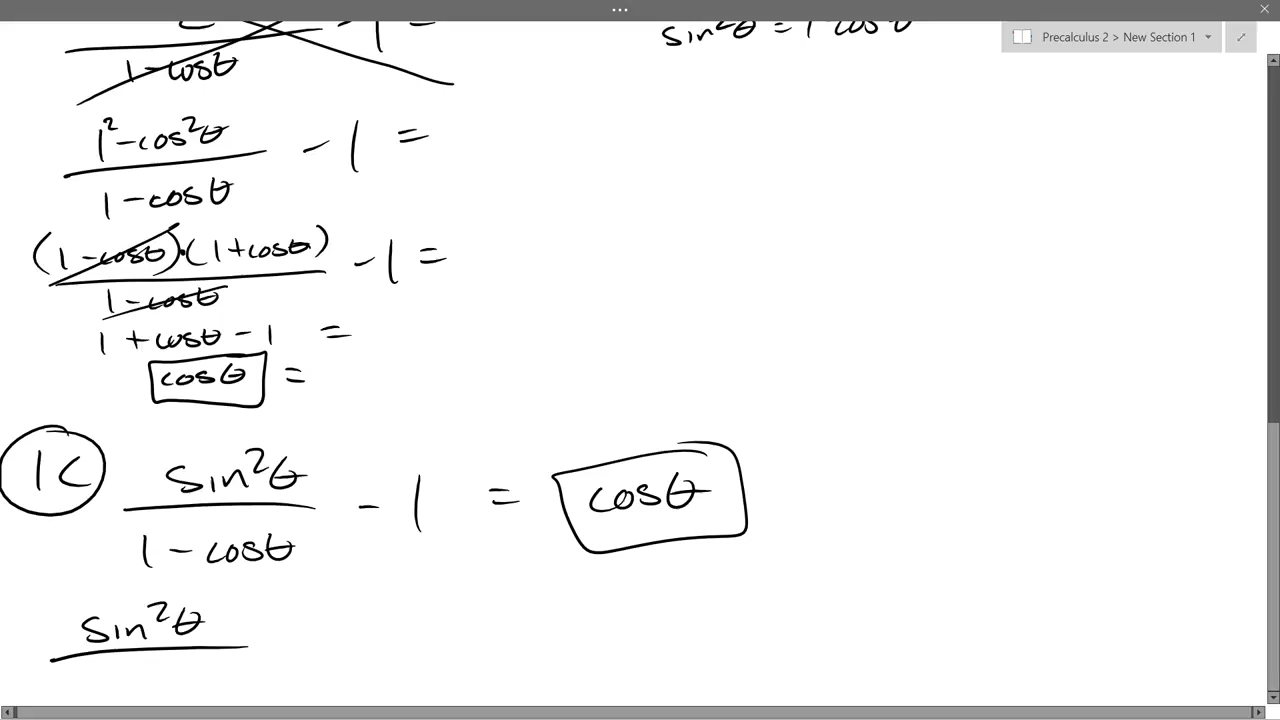 sin²θ = 1 cos²θ
Precalculus 2 > New Section 1
1-cosθ
1²-cos²θ
- 1 =
1-cosθ
(1-cosθ)·(1+cosθ) - 1 =
1-cosθ
1+cosθ-1 =
cosθ =
1c
sin²θ
- 1 = cosθ
1-cosθ
sin²θ